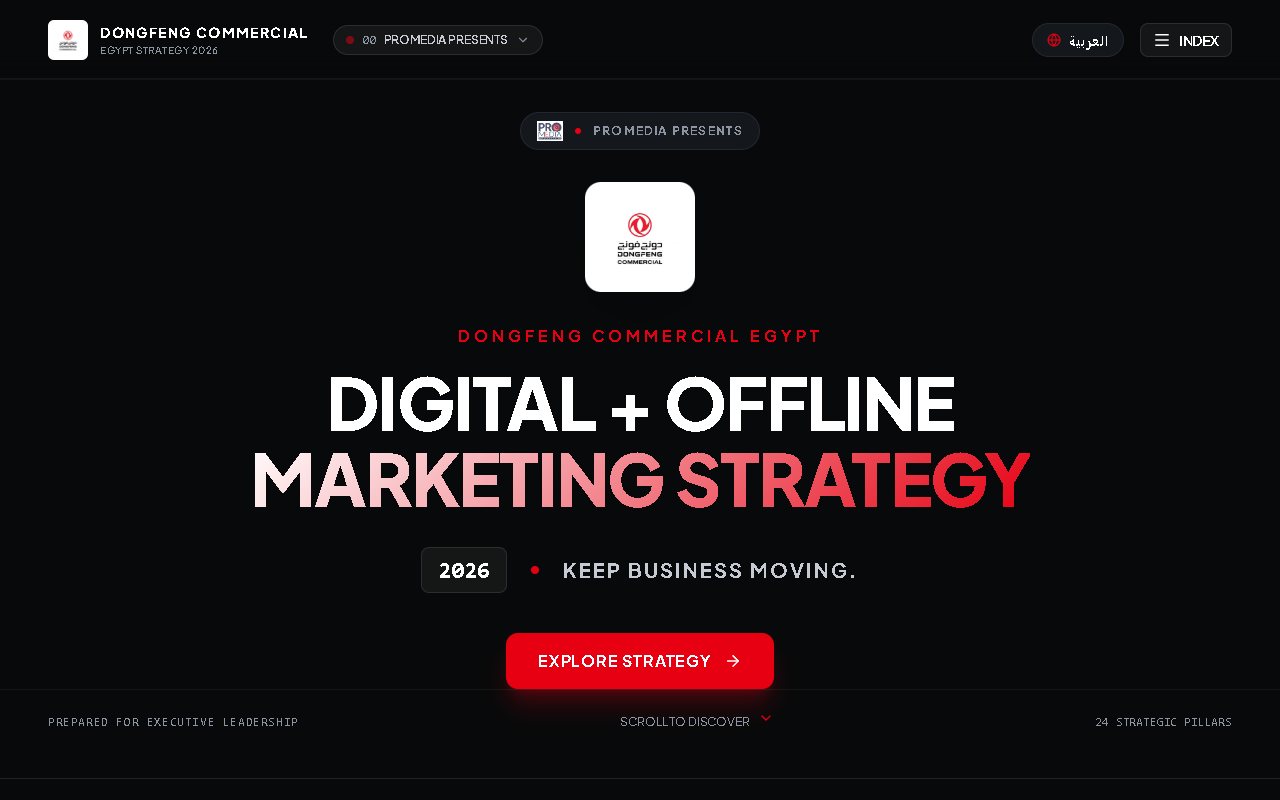 DONGFENG COMMERCIAL
EGYPT STRATEGY 2026
00 PROMEDIA PRESENTS
العربية
INDEX
PRO MEDIA
PROMEDIA PRESENTS
دونج فونج
DONGFENG
COMMERCIAL
DONGFENG COMMERCIAL EGYPT
DIGITAL + OFFLINE
MARKETING STRATEGY
2026
KEEP BUSINESS MOVING.
EXPLORE STRATEGY
PREPARED FOR EXECUTIVE LEADERSHIP
SCROLL TO DISCOVER
24 STRATEGIC PILLARS